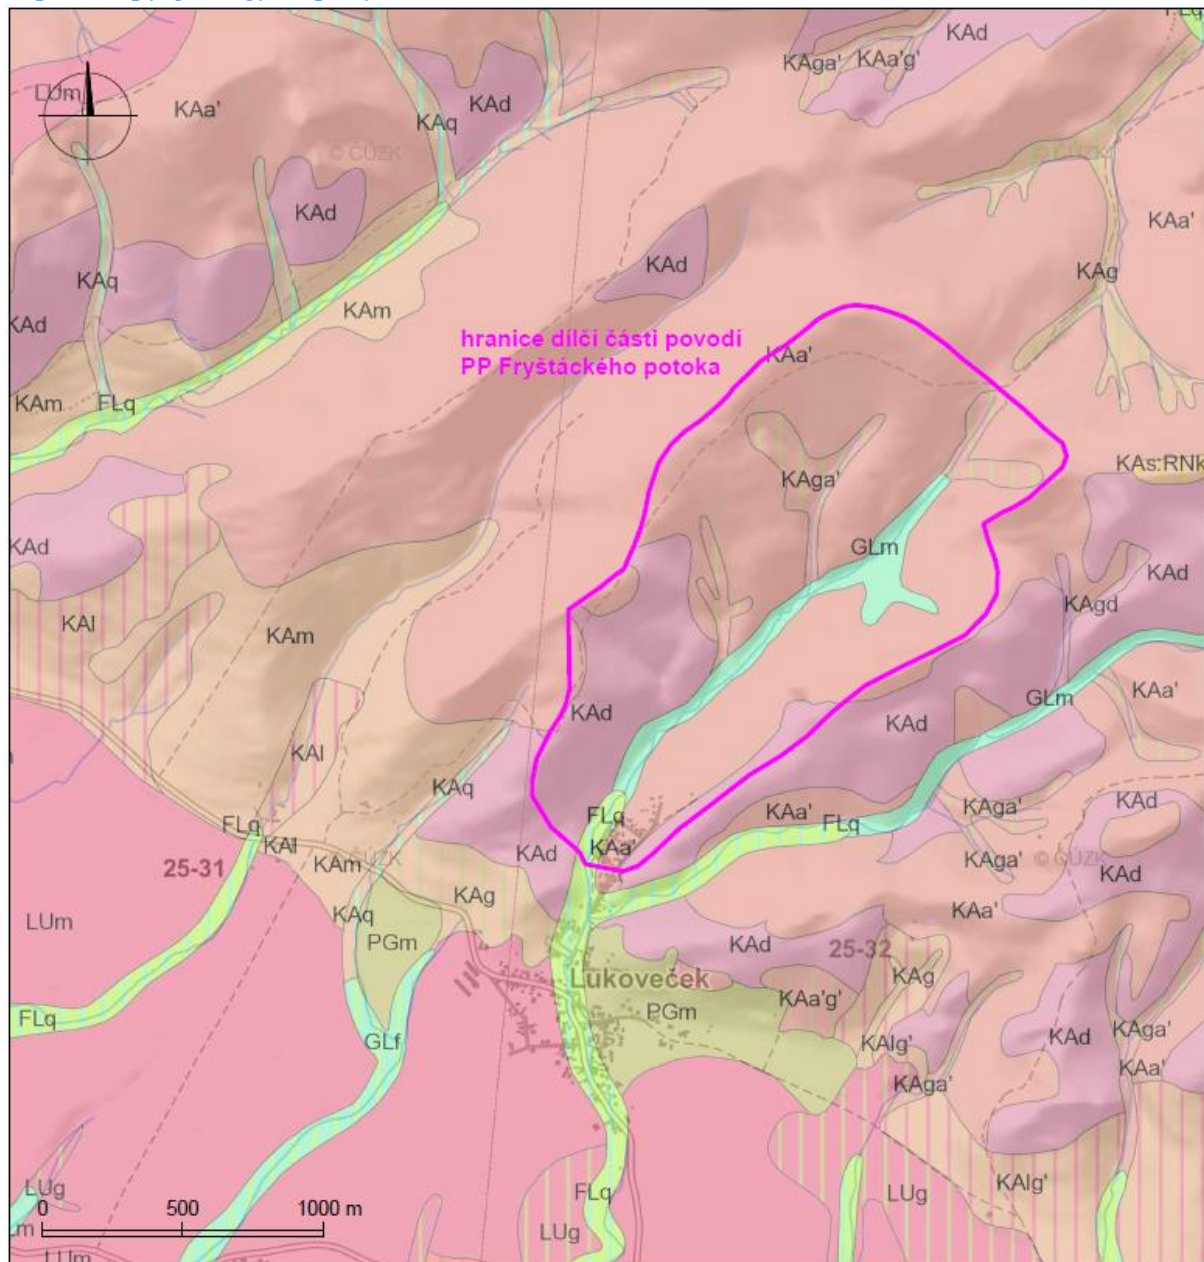 KAd
FLq
KAga' KAa'g'
LUm
KAa'
KAd
KAq
© ČÚZK
© ČÚZK
KAd
KAa'
KAd
KAq
KAg
KAm
KAd
hranice dílčí části povodí
PP Fryštáckého potoka
KAa'
KAm
FLq
KAs:RNk
KAga'
KAd
GLm
KAd
KAgd
KAl
KAm
KAa'
GLm
KAd
KAd
KAl
KAq
KAd
KAa'
KAga'
FLq
FLq
FLq
KAl
KAa'
KAd
KAm
ČÚZK
KAga'
© ČÚZK
25-31
KAd
KAg
KAa'
LUm
KAq
PGm
KAd
25-32
KAg
Lukoveček
KAa'g'
PGm
FLq
GLf
KAlg'
KAd
KAga'
KAga'
KAa'
LUg
FLq
LUg
KAlg'
0 500 1000 m
LUg
m
LUm